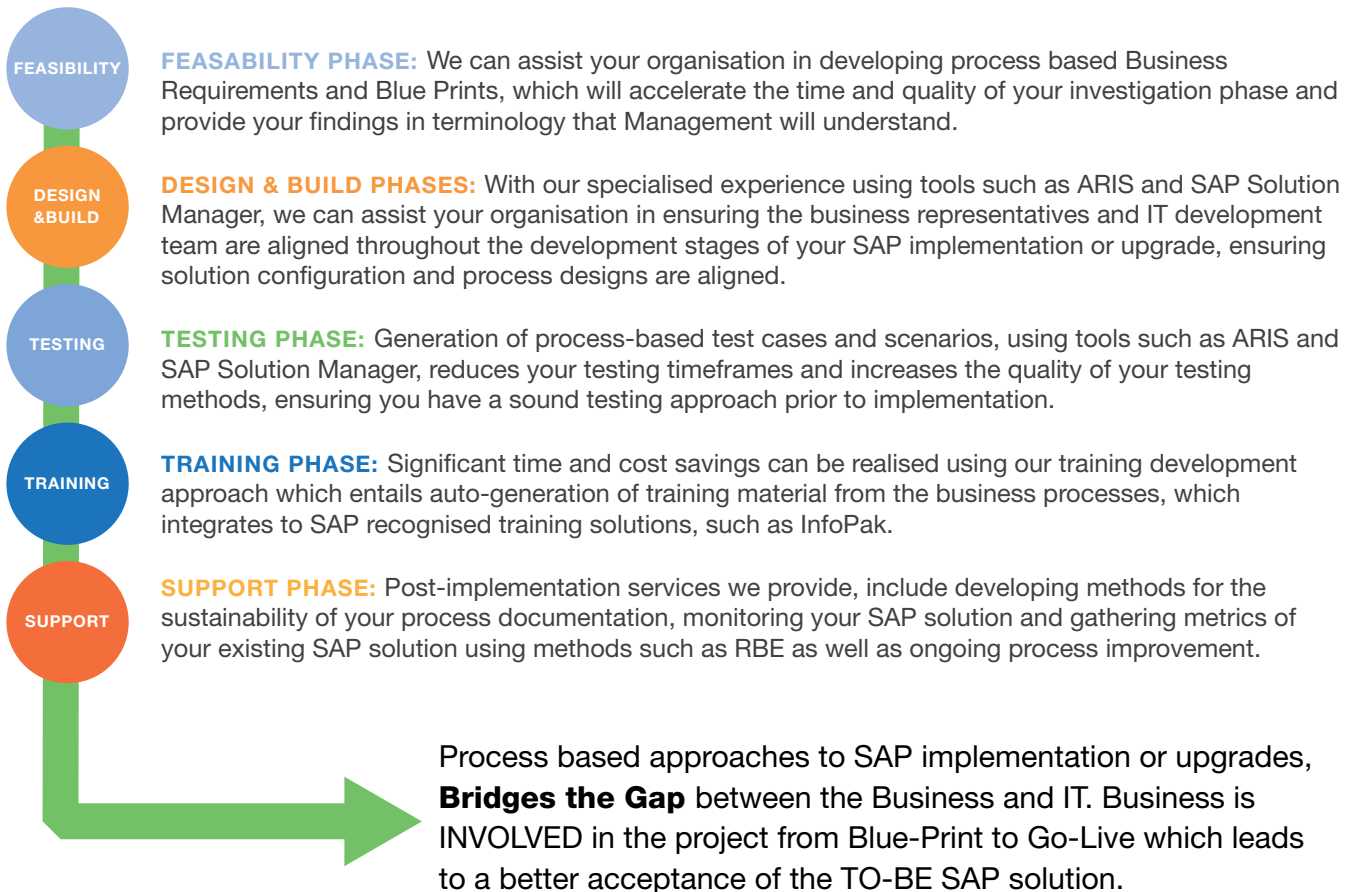 FEASIBILITY
FEASABILITY PHASE: We can assist your organisation in developing process based Business
Requirements and Blue Prints, which will accelerate the time and quality of your investigation phase and
provide your findings in terminology that Management will understand.
DESIGN
&BUILD
DESIGN & BUILD PHASES: With our specialised experience using tools such as ARIS and SAP Solution
Manager, we can assist your organisation in ensuring the business representatives and IT development
team are aligned throughout the development stages of your SAP implementation or upgrade, ensuring
solution configuration and process designs are aligned.
TESTING
TESTING PHASE: Generation of process-based test cases and scenarios, using tools such as ARIS and
SAP Solution Manager, reduces your testing timeframes and increases the quality of your testing
methods, ensuring you have a sound testing approach prior to implementation.
TRAINING
TRAINING PHASE: Significant time and cost savings can be realised using our training development
approach which entails auto-generation of training material from the business processes, which
integrates to SAP recognised training solutions, such as InfoPak.
SUPPORT
SUPPORT PHASE: Post-implementation services we provide, include developing methods for the
sustainability of your process documentation, monitoring your SAP solution and gathering metrics of
your existing SAP solution using methods such as RBE as well as ongoing process improvement.
Process based approaches to SAP implementation or upgrades,
Bridges the Gap between the Business and IT. Business is
INVOLVED in the project from Blue-Print to Go-Live which leads
to a better acceptance of the TO-BE SAP solution.